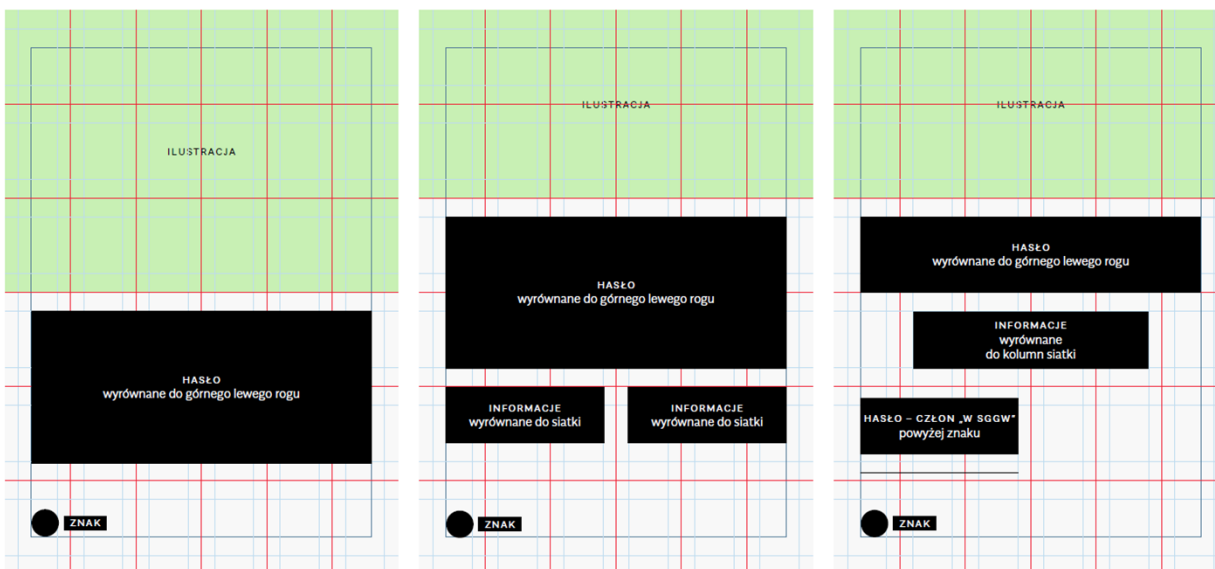 ILUSTRACJA
HASŁO
wyrównane do górnego lewego rogu
ZNAK
ILUSTRACJA
HASŁO
wyrównane do górnego lewego rogu
INFORMACJE
wyrównane do siatki
INFORMACJE
wyrównane do siatki
ZNAK
ILUSTRACJA
HASŁO
wyrównane do górnego lewego rogu
INFORMACJE
wyrównane
do kolumn siatki
HASŁO – CZŁON „W SGGW"
powyżej znaku
ZNAK